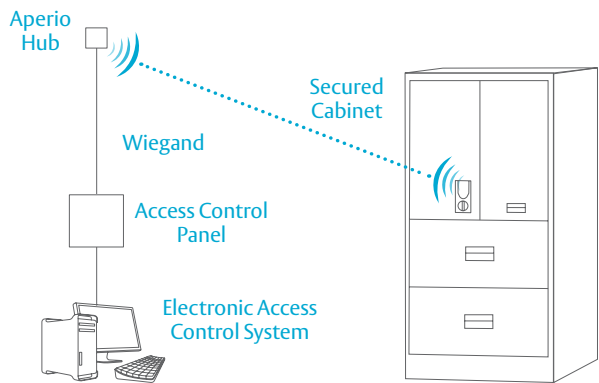 Aperio
Hub
Secured
Cabinet
Wiegand
Access Control
Panel
Electronic Access
Control System